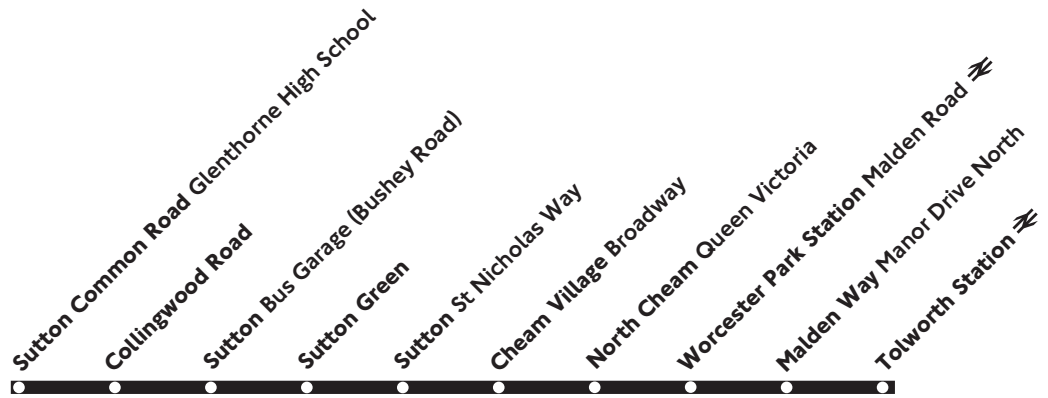 Sutton Common Road Glenthorne High School
Collingwood Road
Sutton Bus Garage (Bushey Road)
Sutton Green
Sutton St Nicholas Way
Cheam Village Broadway
North Cheam Queen Victoria
Worcester Park Station Malden Road
Malden Way Manor Drive North
Tolworth Station